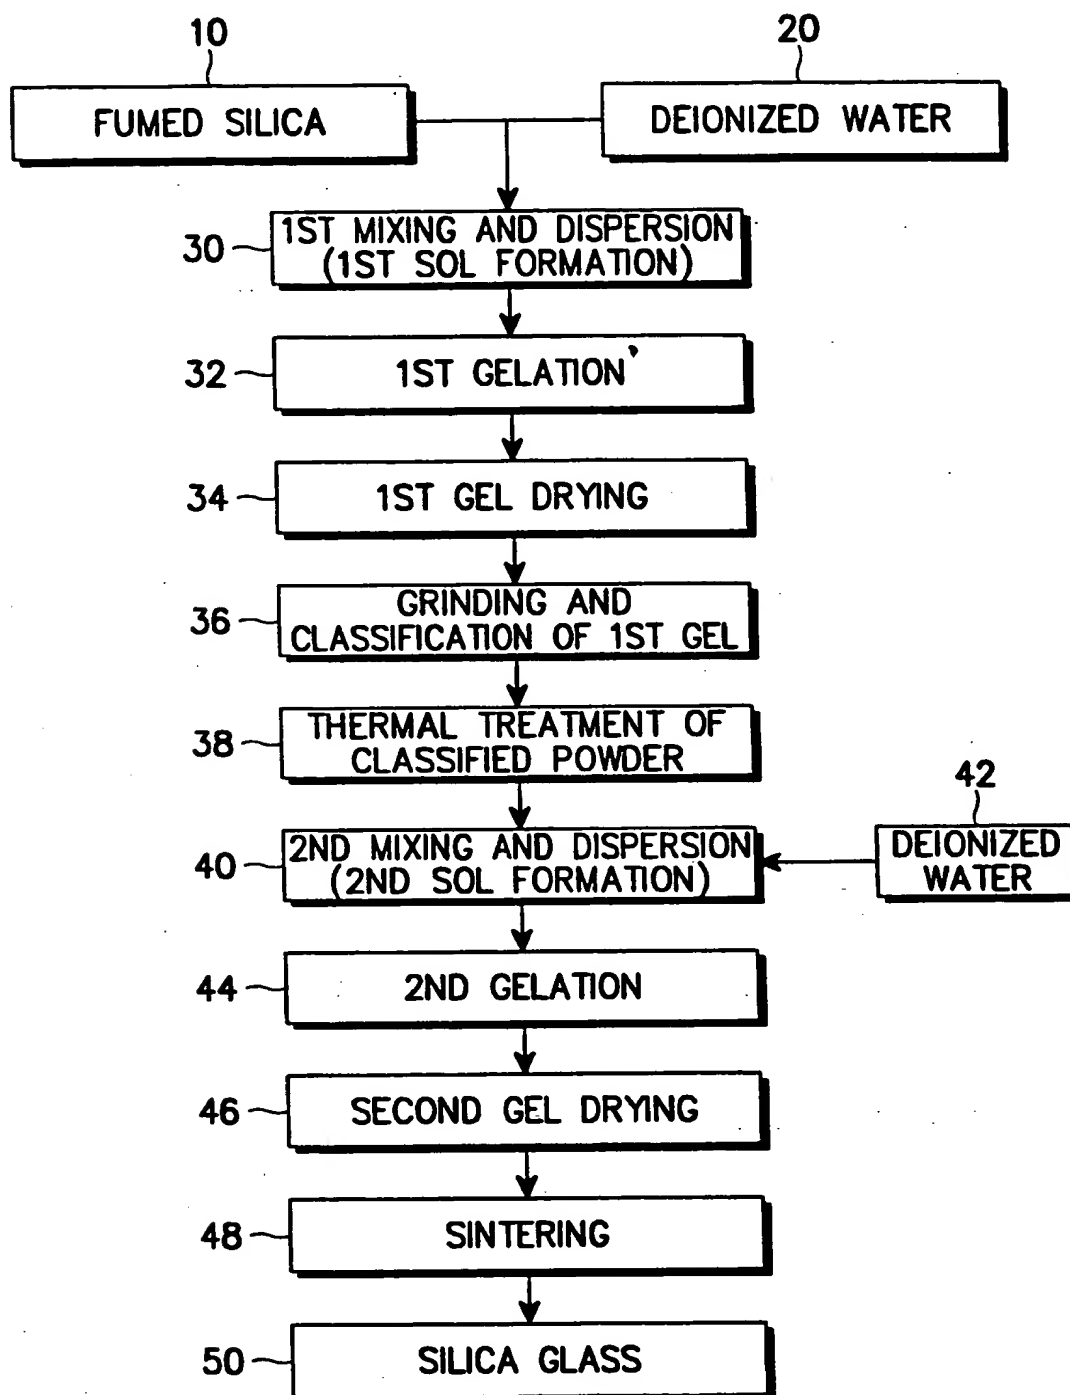 10
20
FUMED SILICA
DEIONIZED WATER
30
1ST MIXING AND DISPERSION
(1ST SOL FORMATION)
32
1ST GELATION
34
1ST GEL DRYING
36
GRINDING AND
CLASSIFICATION OF 1ST GEL
38
THERMAL TREATMENT OF
CLASSIFIED POWDER
42
40
2ND MIXING AND DISPERSION
(2ND SOL FORMATION)
DEIONIZED
WATER
44
2ND GELATION
46
SECOND GEL DRYING
48
SINTERING
50
SILICA GLASS